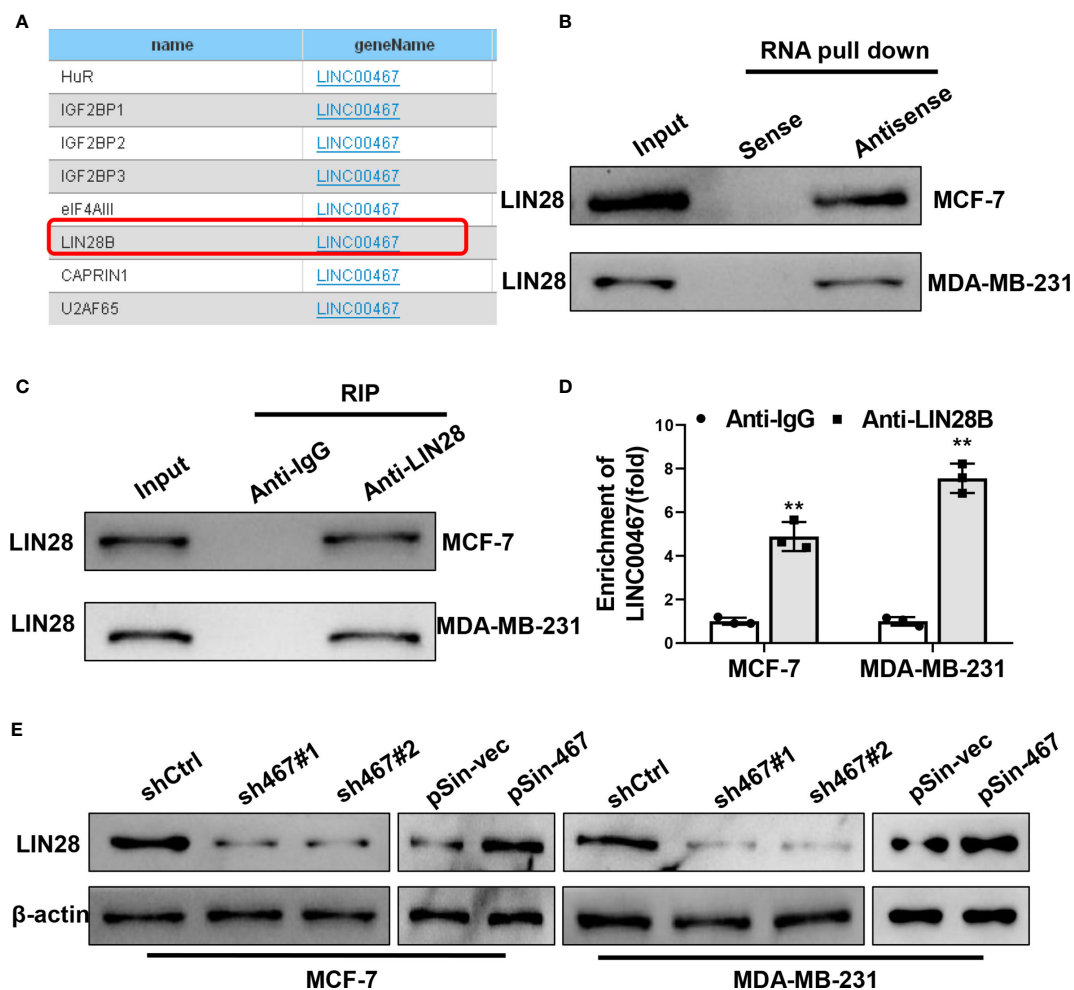 A
name geneName
HuR LINC00467
IGF2BP1 LINC00467
IGF2BP2 LINC00467
IGF2BP3 LINC00467
eIF4AIII LINC00467
LIN28B LINC00467
CAPRIN1 LINC00467
U2AF65 LINC00467
B
RNA pull down
Input Sense Antisense
LIN28 MCF-7
LIN28 MDA-MB-231
C
RIP
Input Anti-IgG Anti-LIN28
LIN28 MCF-7
LIN28 MDA-MB-231
D
Anti-IgG Anti-LIN28B
Enrichment of
LINC00467(fold)
10
8
6
4
2
0
** **
MCF-7 MDA-MB-231
E
shCtrl sh467#1 sh467#2 pSin-vec pSin-467 shCtrl sh467#1 sh467#2 pSin-vec pSin-467
LIN28
β-actin
MCF-7 MDA-MB-231